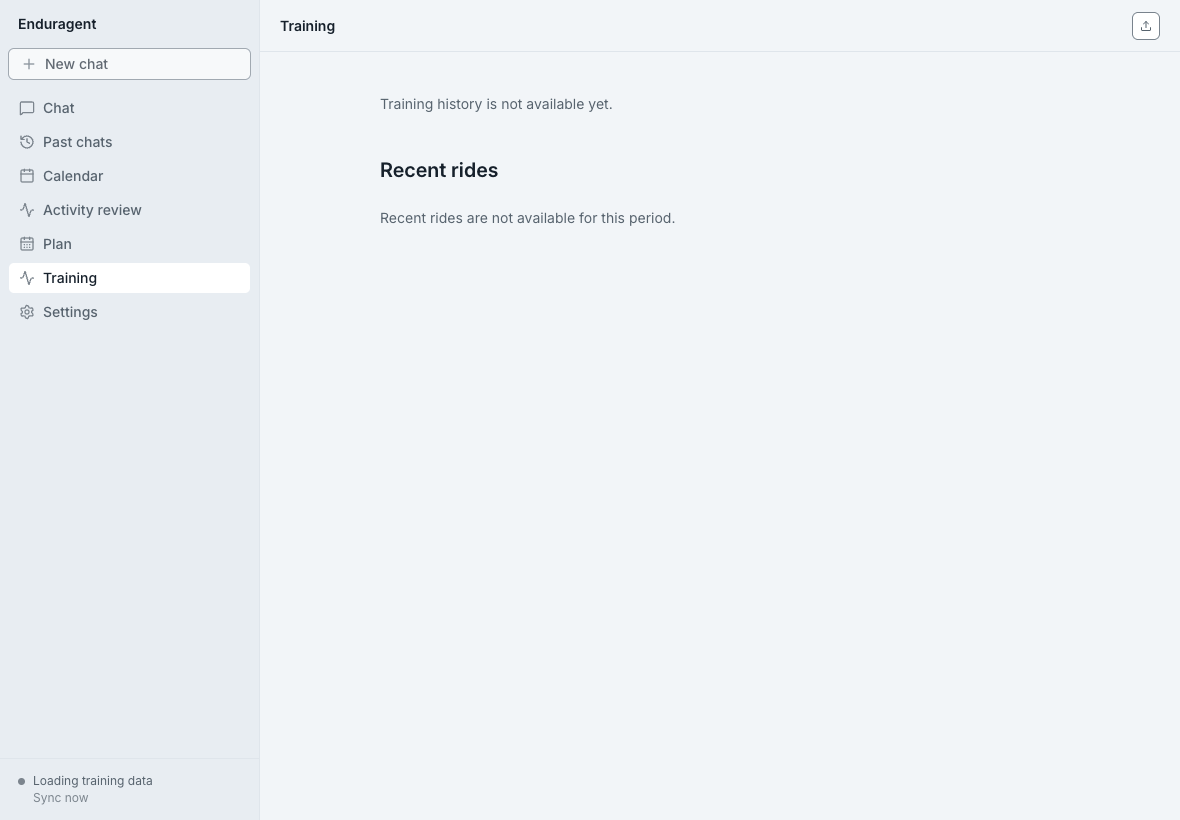 Enduragent
New chat
Chat
Past chats
Calendar
Activity review
Plan
Training
Settings
Loading training data
Sync now
Training
Training history is not available yet.
Recent rides
Recent rides are not available for this period.